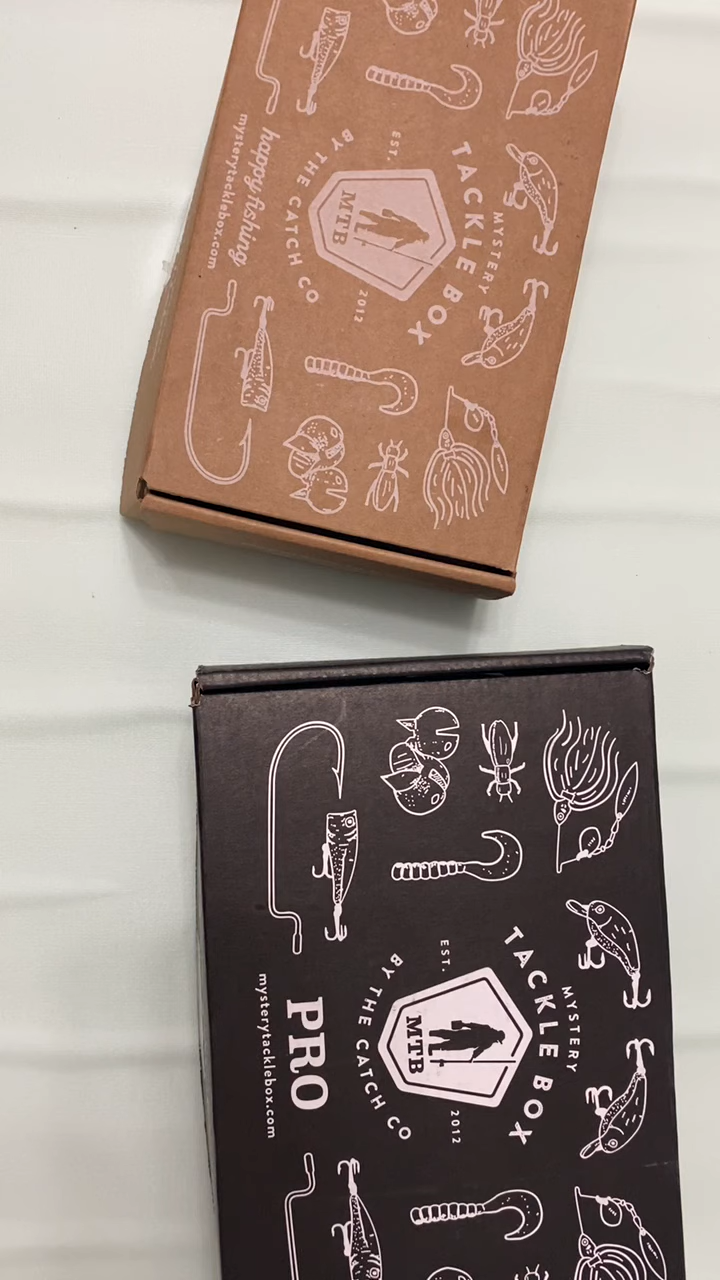 MYSTERY
TACKLE BOX
EST.
2012
MTB
BY THE CATCH CO
happy fishing
mysterytacklebox.com
MYSTERY
TACKLE BOX
EST.
2012
MTB
BY THE CATCH CO
PRO
mysterytacklebox.com